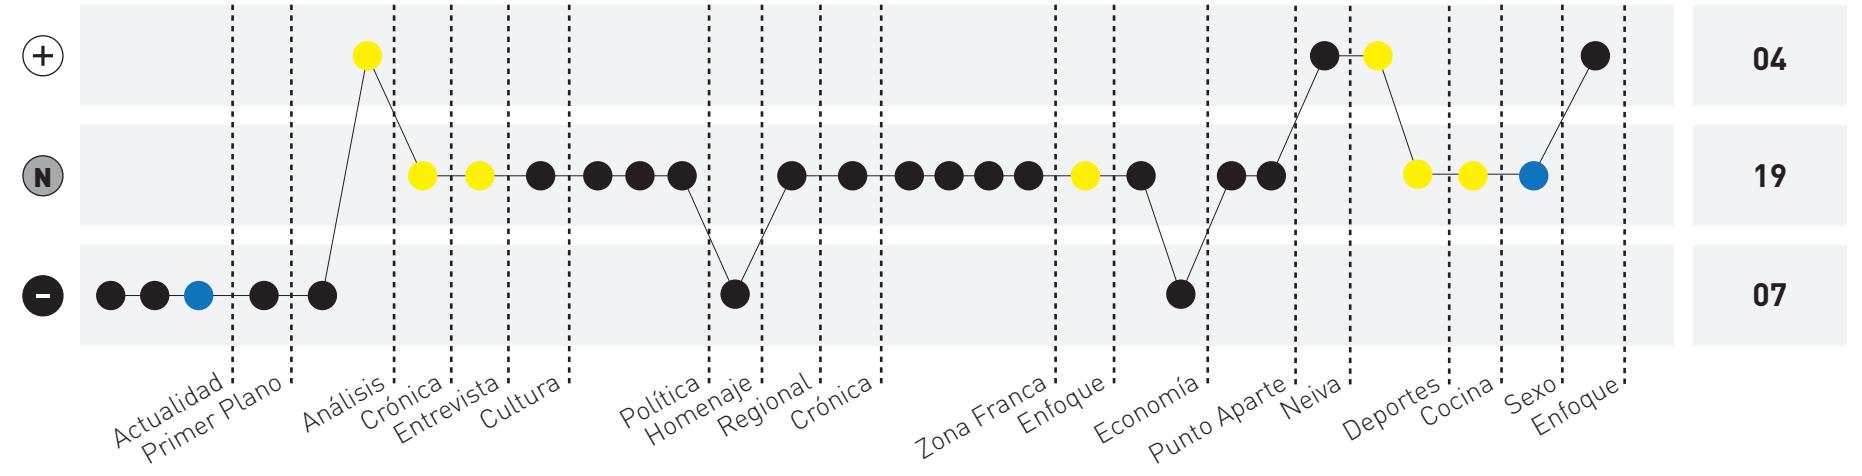 + 04
N 19
- 07
Actualidad
Primer Plano
Análisis
Crónica
Entrevista
Cultura
Política
Homenaje
Regional
Crónica
Zona Franca
Enfoque
Economía
Punto Aparte
Neiva
Deportes
Cocina
Sexo
Enfoque